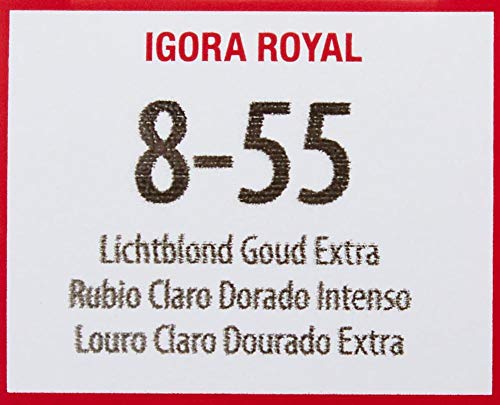 IGORA ROYAL
8-55
Lichtblond Goud Extra
Rubio Claro Dorado Intenso
Louro Claro Dourado Extra